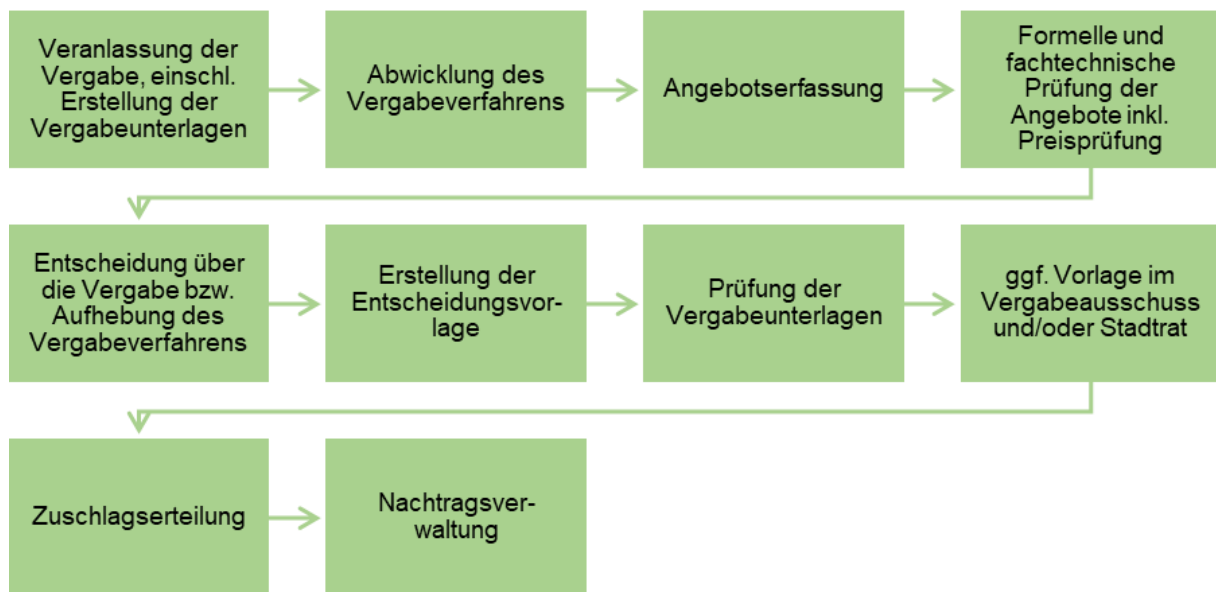 Veranlassung der
Vergabe, einschl.
Erstellung der
Vergabeunterlagen
Abwicklung des
Vergabeverfahrens
Angebotserfassung
Formelle und
fachtechnische
Prüfung der
Angebote inkl.
Preisprüfung
Entscheidung über
die Vergabe bzw.
Aufhebung des
Vergabeverfahrens
Erstellung der
Entscheidungsvor-
lage
Prüfung der
Vergabeunterlagen
ggf. Vorlage im
Vergabeausschuss
und/oder Stadtrat
Zuschlagserteilung
Nachtragsver-
waltung